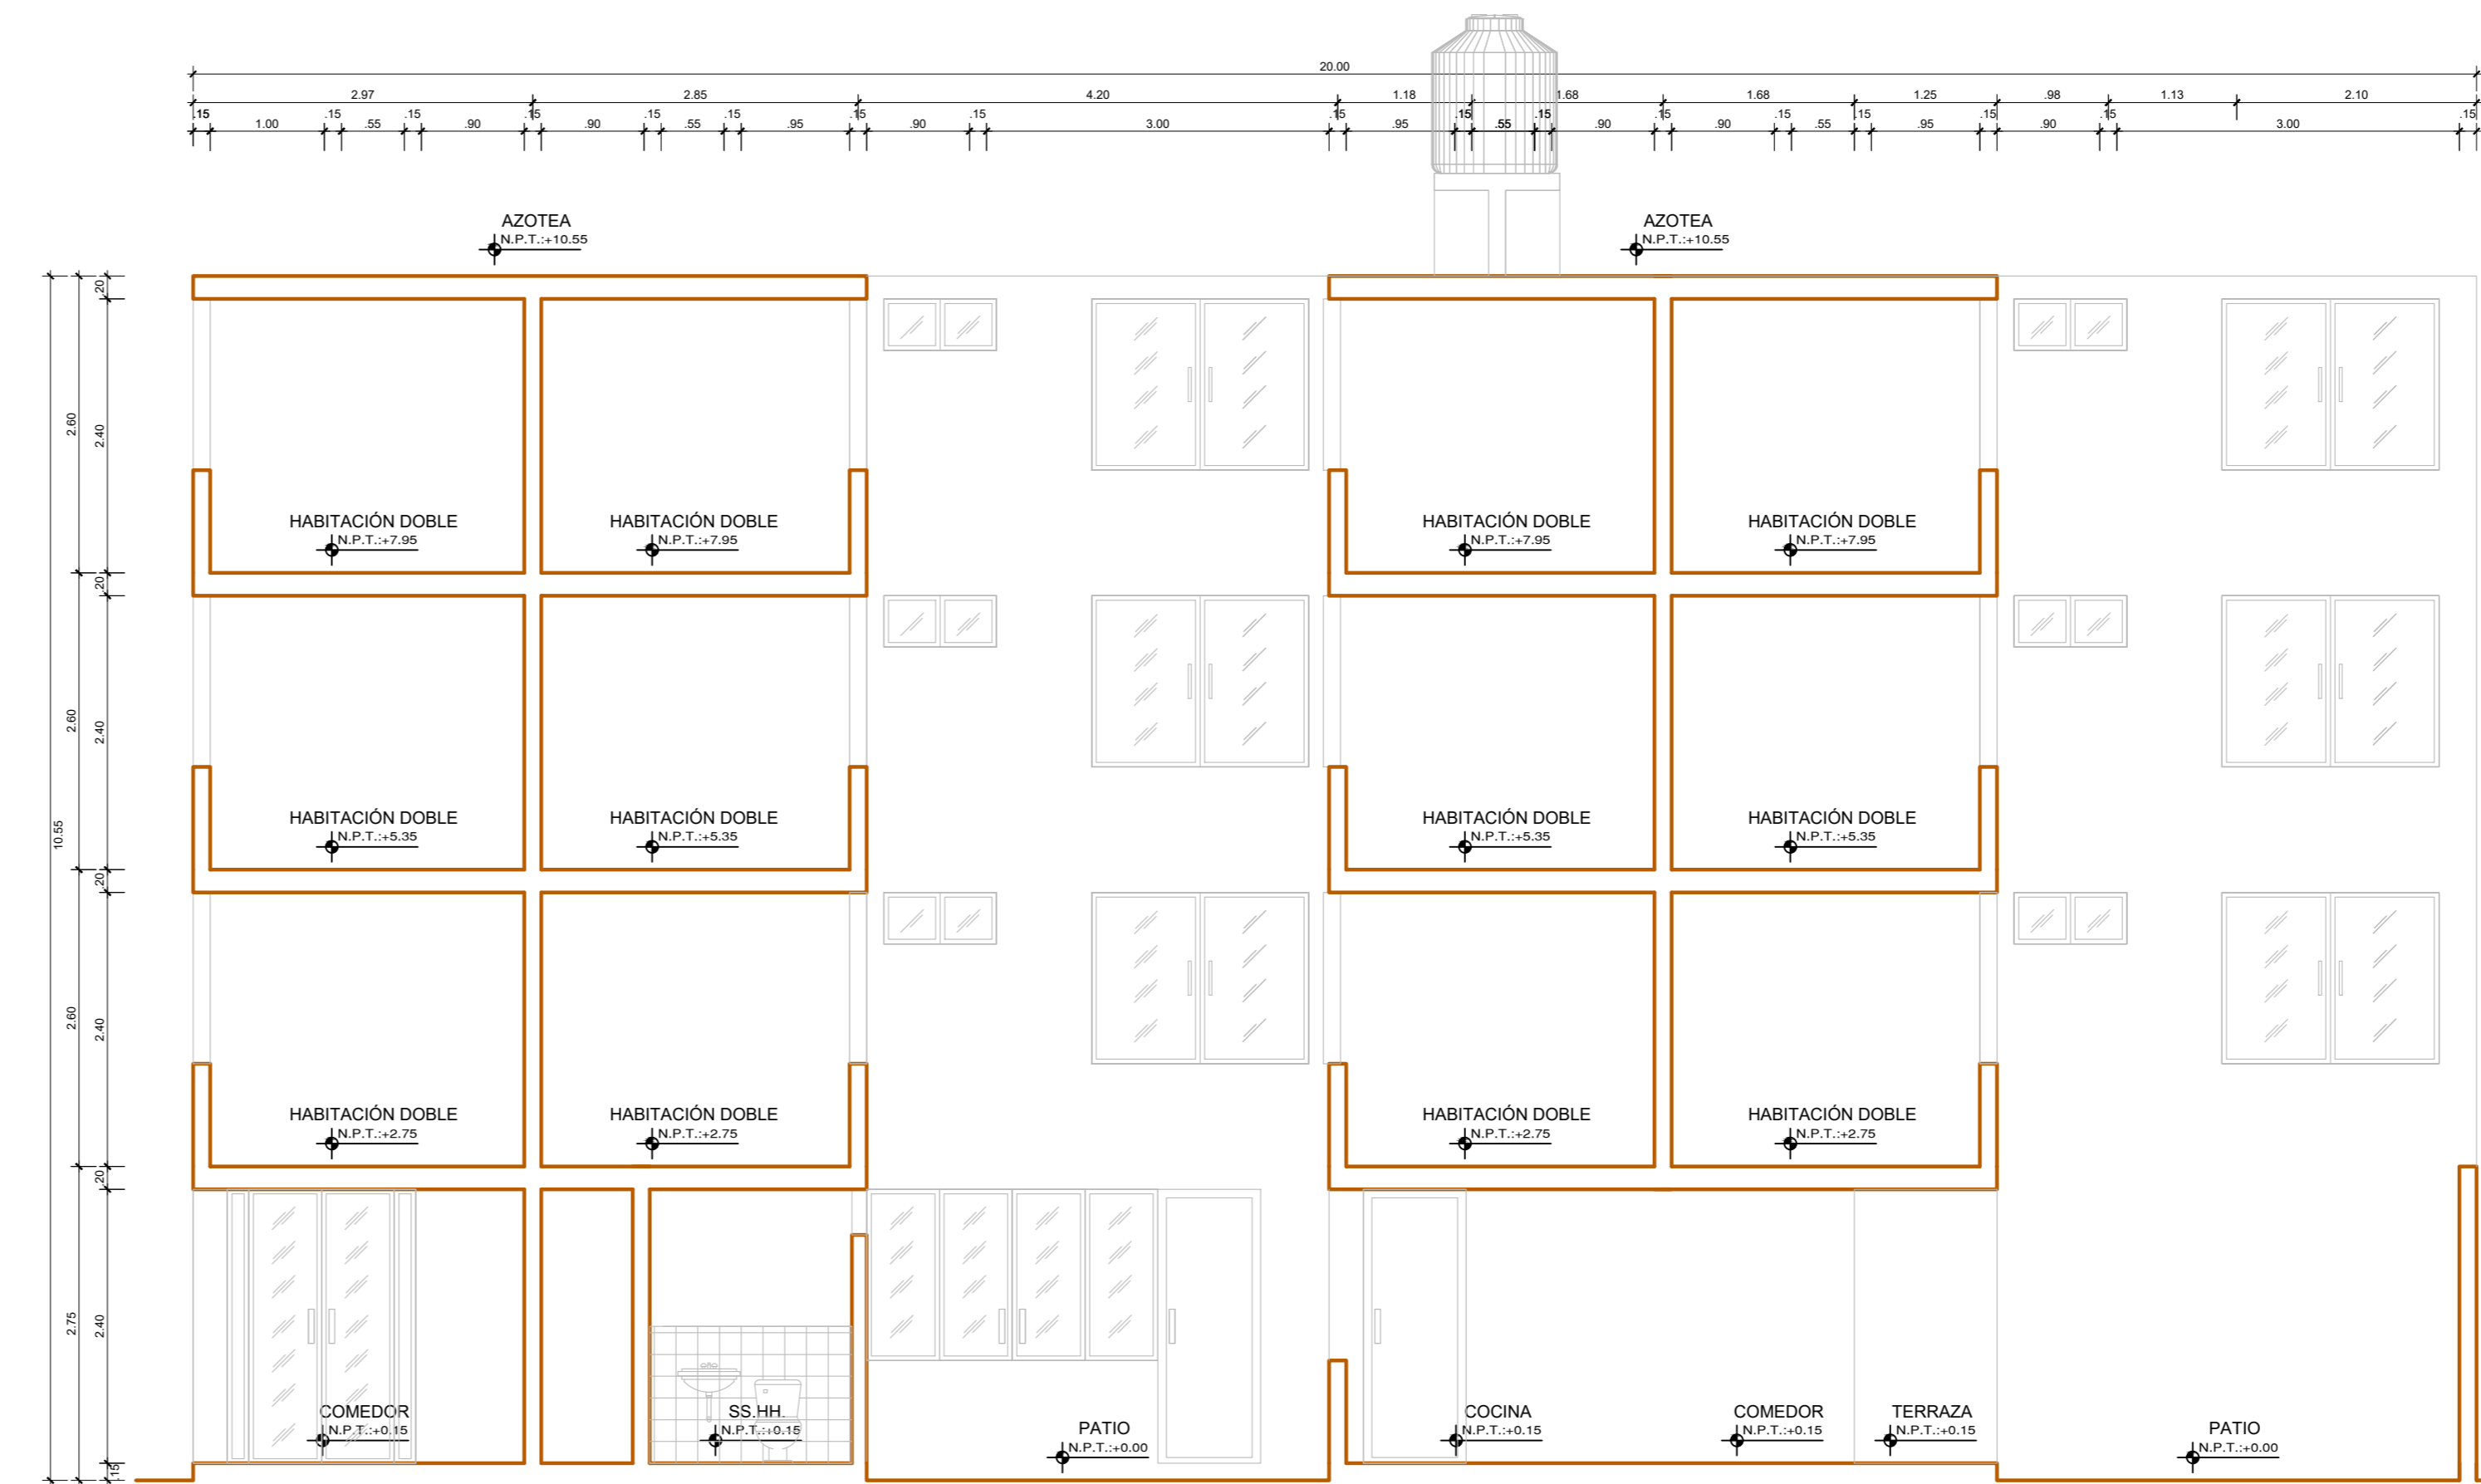 20.00
2.97 2.85 4.20 1.18 1.68 1.68 1.25 .98 1.13 2.10
.15 1.00 .15 .55 .15 .90 .15 .90 .15 .55 .15 .95 .15 .90 .15 3.00 .15 .95 .15 .55 .15 .90 .15 .90 .15 .55 .15 .95 .15 .90 .15 3.00 .15
AZOTEA AZOTEA
N.P.T.:+10.55 N.P.T.:+10.55
.20
2.60 2.40
HABITACIÓN DOBLE HABITACIÓN DOBLE HABITACIÓN DOBLE HABITACIÓN DOBLE
N.P.T.:+7.95 N.P.T.:+7.95 N.P.T.:+7.95 N.P.T.:+7.95
.20
2.60 2.40
HABITACIÓN DOBLE HABITACIÓN DOBLE HABITACIÓN DOBLE HABITACIÓN DOBLE
10.55
N.P.T.:+5.35 N.P.T.:+5.35 N.P.T.:+5.35 N.P.T.:+5.35
.20
2.60 2.40
HABITACIÓN DOBLE HABITACIÓN DOBLE HABITACIÓN DOBLE HABITACIÓN DOBLE
N.P.T.:+2.75 N.P.T.:+2.75 N.P.T.:+2.75 N.P.T.:+2.75
.20
2.75 2.40
COMEDOR SS.HH. COCINA COMEDOR TERRAZA
N.P.T.:+0.15 N.P.T.:+0.15 N.P.T.:+0.15 N.P.T.:+0.15 N.P.T.:+0.15
PATIO PATIO
N.P.T.:+0.00 N.P.T.:+0.00
.15